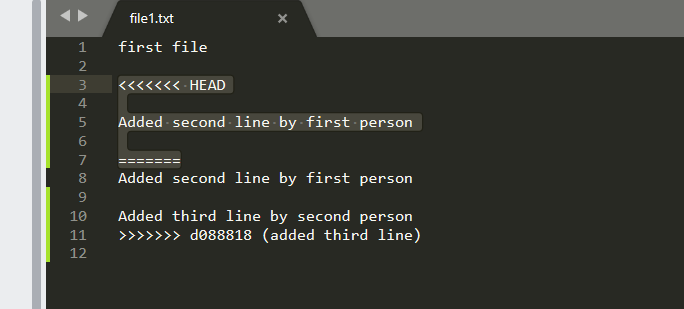 file1.txt
1 first file
2
3 <<<<<<< HEAD
4
5 Added second line by first person
6
7 =======
8 Added second line by first person
9
10 Added third line by second person
11 >>>>>>> d088818 (added third line)
12